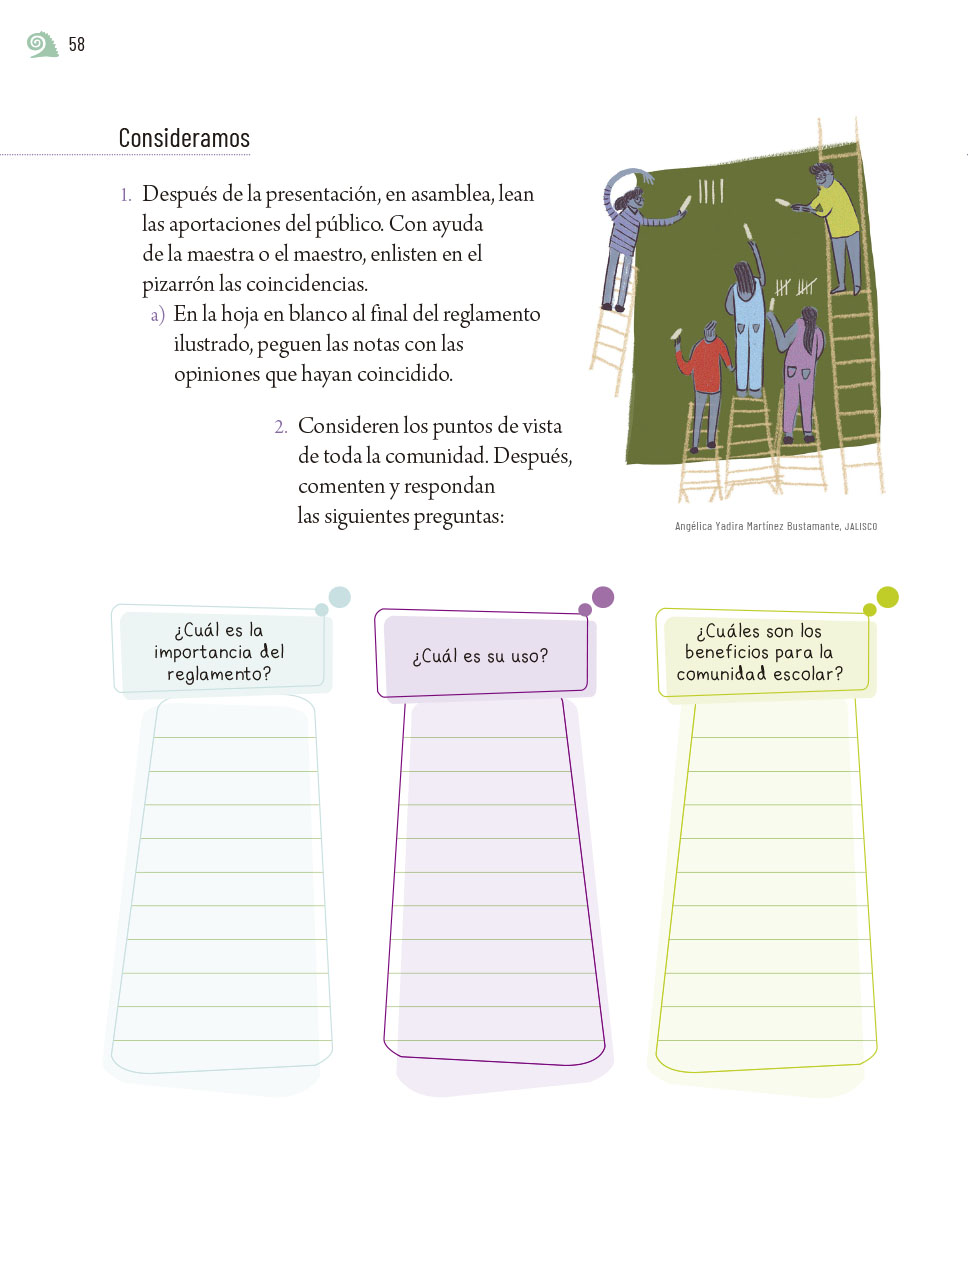 58
Consideramos
1. Después de la presentación, en asamblea, lean
las aportaciones del público. Con ayuda
de la maestra o el maestro, enlisten en el
pizarrón las coincidencias.
a) En la hoja en blanco al final del reglamento
ilustrado, peguen las notas con las
opiniones que hayan coincidido.
2. Consideren los puntos de vista
de toda la comunidad. Después,
comenten y respondan
las siguientes preguntas:
Angélica Yadira Martínez Bustamante, JALISCO
¿Cuál es la
importancia del
reglamento?
¿Cuál es su uso?
¿Cuáles son los
beneficios para la
comunidad escolar?